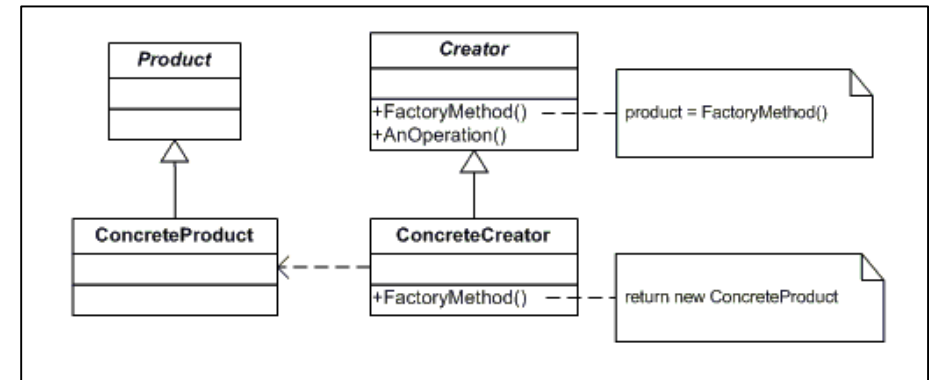 Product
Creator
+FactoryMethod()
+AnOperation()
product = FactoryMethod()
ConcreteProduct
ConcreteCreator
+FactoryMethod()
return new ConcreteProduct